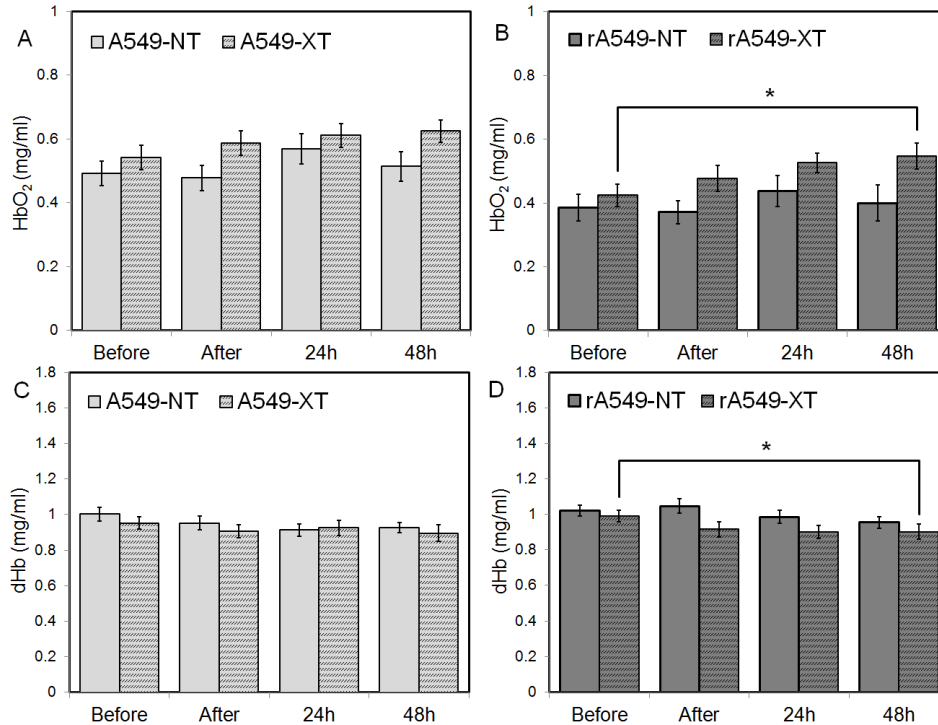 A
A549-NT A549-XT
HbO₂ (mg/ml)
1
0.8
0.6
0.4
0.2
0
Before After 24h 48h
B
rA549-NT rA549-XT
*
HbO₂ (mg/ml)
1
0.8
0.6
0.4
0.2
0
Before After 24h 48h
C
A549-NT A549-XT
dHb (mg/ml)
1.8
1.6
1.4
1.2
1
0.8
0.6
0.4
0.2
0
Before After 24h 48h
D
rA549-NT rA549-XT
*
dHb (mg/ml)
1.8
1.6
1.4
1.2
1
0.8
0.6
0.4
0.2
0
Before After 24h 48h